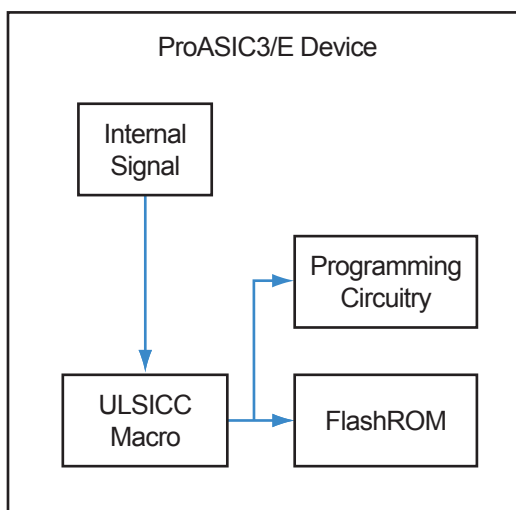 ProASIC3/E Device
Internal
Signal
Programming
Circuitry
ULSICC
Macro
FlashROM